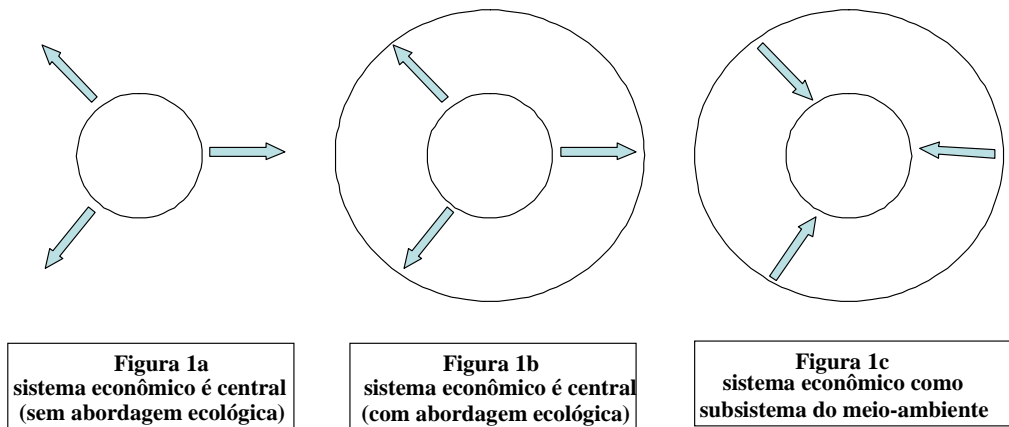 Figura 1a
sistema econômico é central
(sem abordagem ecológica)
Figura 1b
sistema econômico é central
(com abordagem ecológica)
Figura 1c
sistema econômico como
subsistema do meio-ambiente